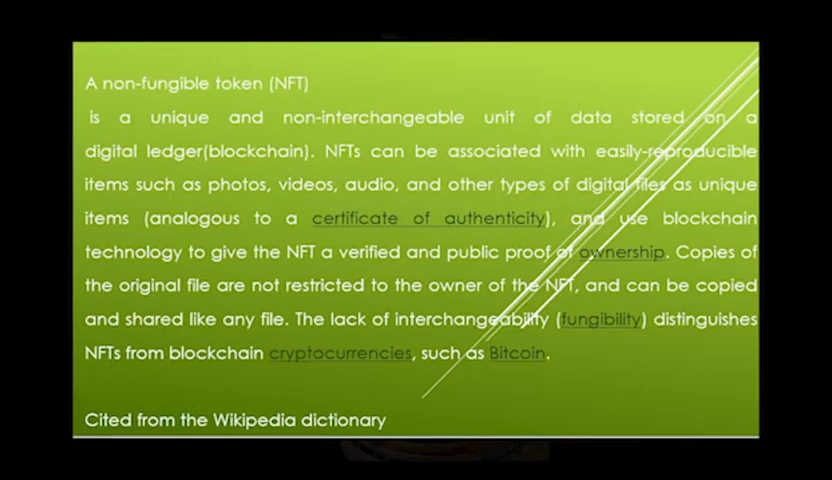 A non-fungible token (NFT)
is a unique and non-interchangeable unit of data stored on a
digital ledger(blockchain). NFTs can be associated with easily-reproducible
items such as photos, videos, audio, and other types of digital files as unique
items (analogous to a certificate of authenticity), and use blockchain
technology to give the NFT a verified and public proof of ownership. Copies of
the original file are not restricted to the owner of the NFT, and can be copied
and shared like any file. The lack of interchangeability (fungibility) distinguishes
NFTs from blockchain cryptocurrencies, such as Bitcoin.
Cited from the Wikipedia dictionary